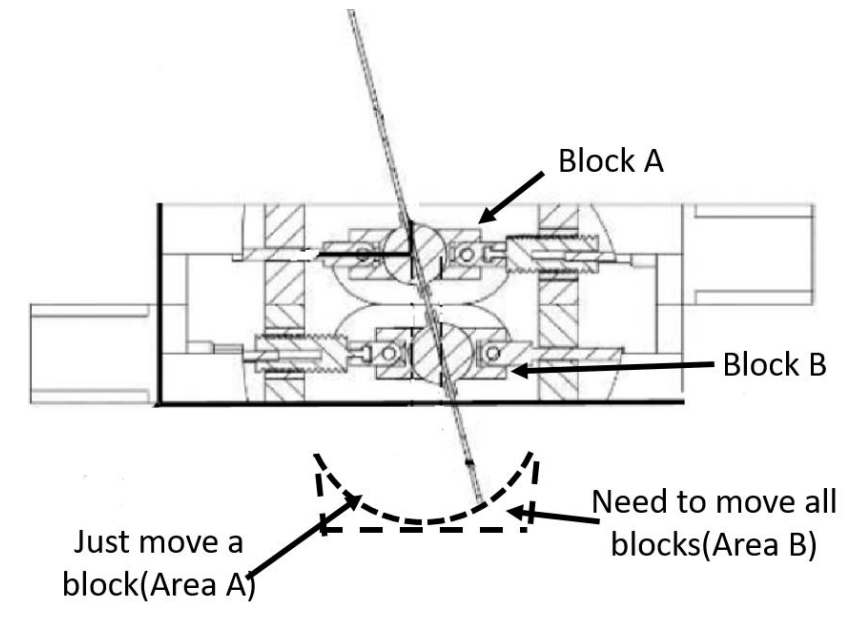 Block A
Block B
Need to move all
blocks(Area B)
Just move a
block(Area A)